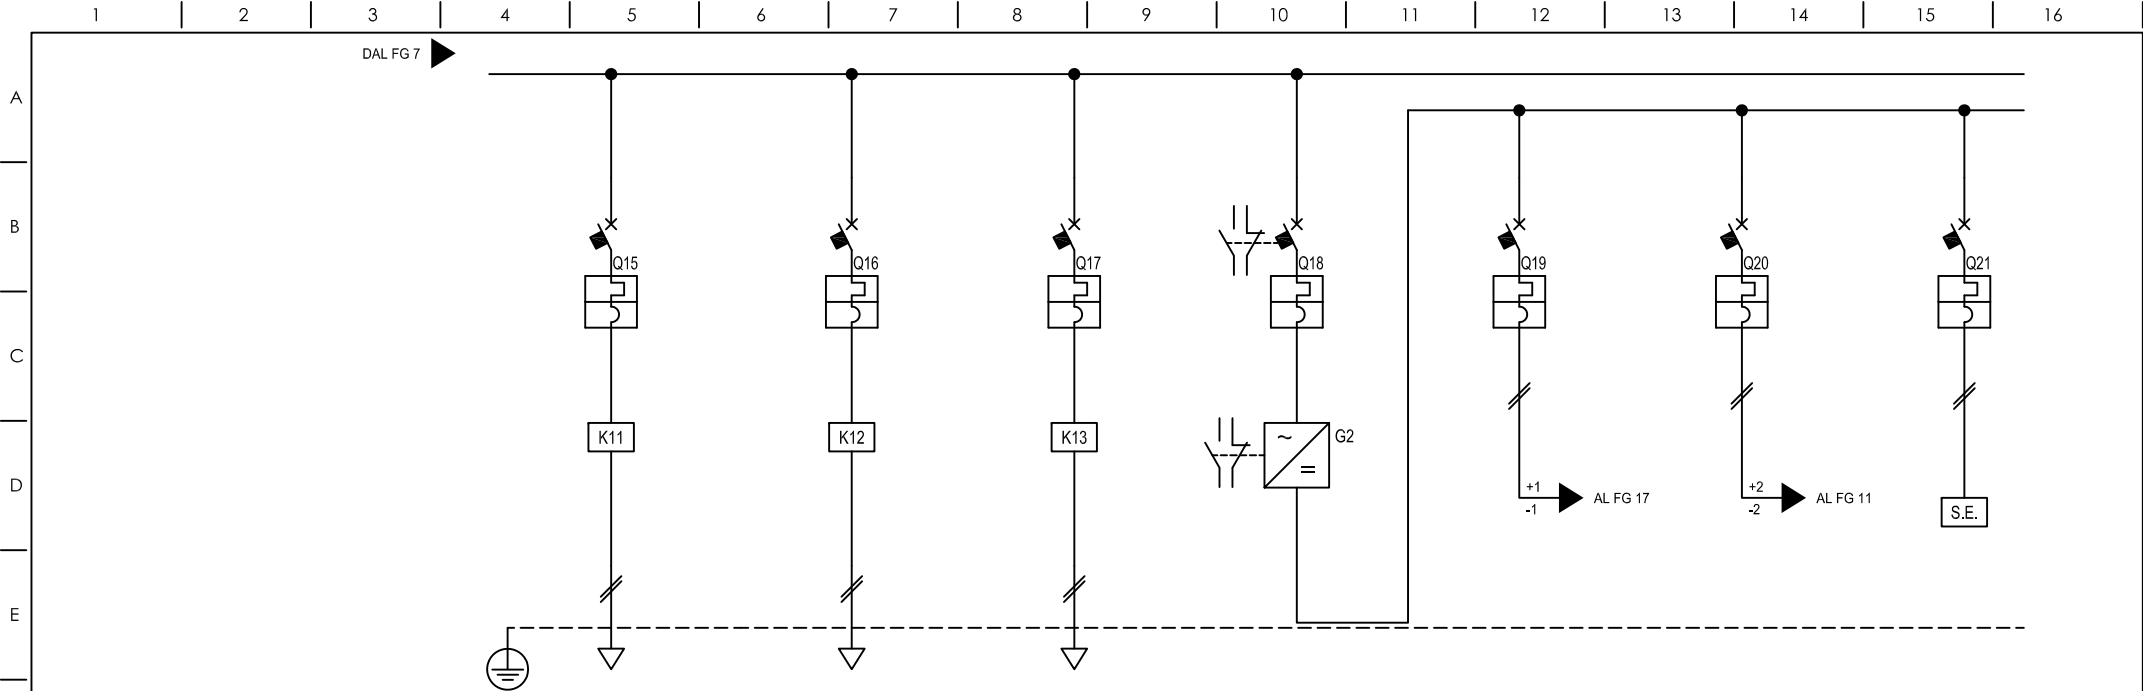 1 2 3 4 5 6 7 8 9 10 11 12 13 14 15 16
DAL FG 7
A
B
Q15 Q16 Q17 Q18 Q19 Q20 Q21
C
K11 K12 K13 ~ = G2
D
+1 AL FG 17 +2 AL FG 11
-1 -2 S.E.
E